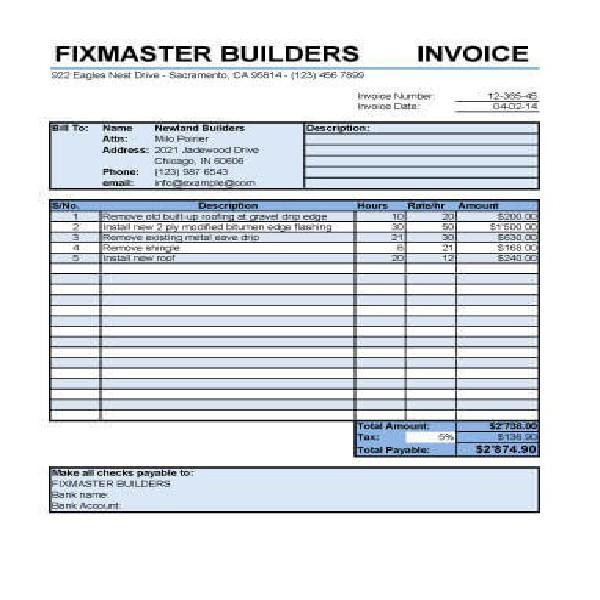 FIXMASTER BUILDERS INVOICE
922 Eagles Nest Drive - Sacramento, CA 95814 - (123) 456 7899
Invoice Number: 12-365-45
Invoice Date: 04-02-14
Bill To: Name Newland Builders Description:
Attn: Milo Poirier
Address: 2021 Jadewood Drive
Chicago, IN 60606
Phone: (123) 987 6543
email: info@example@com
S/No. Description Hours Rate/hr Amount
1 Remove old built-up roofing at gravel drip edge 10 20 $200.00
2 Install new 2 ply modified bitumen edge flashing 30 50 $1'500.00
3 Remove existing metal eave drip 21 30 $630.00
4 Remove shingle 8 21 $168.00
5 Install new roof 20 12 $240.00
Total Amount: $2'738.00
Tax: 5% $136.90
Total Payable: $2'874.90
Make all checks payable to:
FIXMASTER BUILDERS
Bank name:
Bank Account: